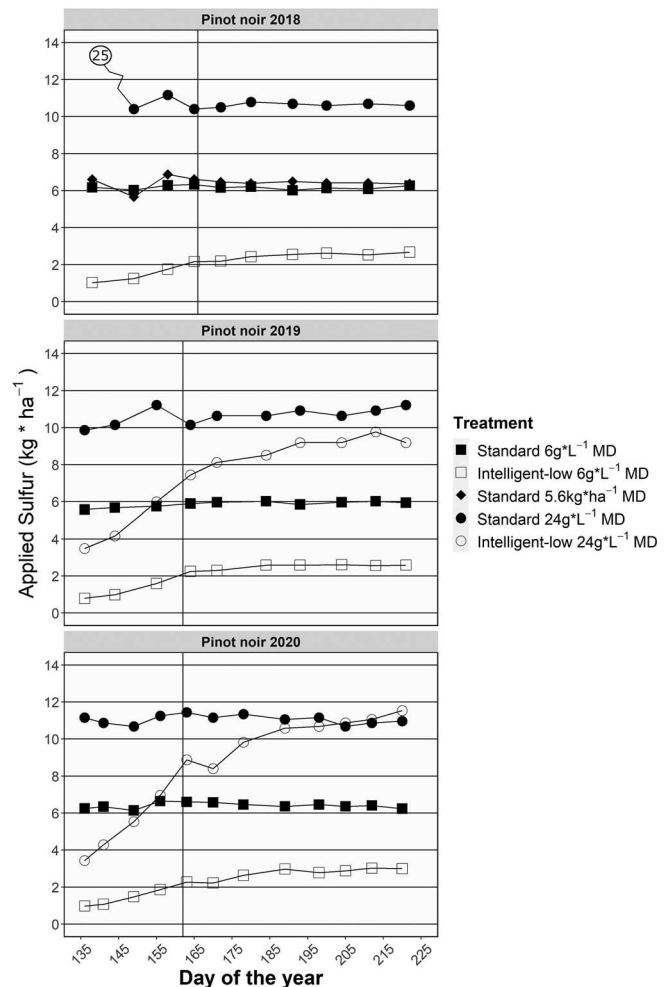 Pinot noir 2018
14
12
10
8
6
4
2
0
25
Pinot noir 2019
14
12
10
8
6
4
2
0
Pinot noir 2020
14
12
10
8
6
4
2
0
Applied Sulfur (kg * ha⁻¹)
135 145 155 165 175 185 195 205 215 225
Day of the year
Treatment
Standard 6g*L⁻¹ MD
Intelligent-low 6g*L⁻¹ MD
Standard 5.6kg*ha⁻¹ MD
Standard 24g*L⁻¹ MD
Intelligent-low 24g*L⁻¹ MD